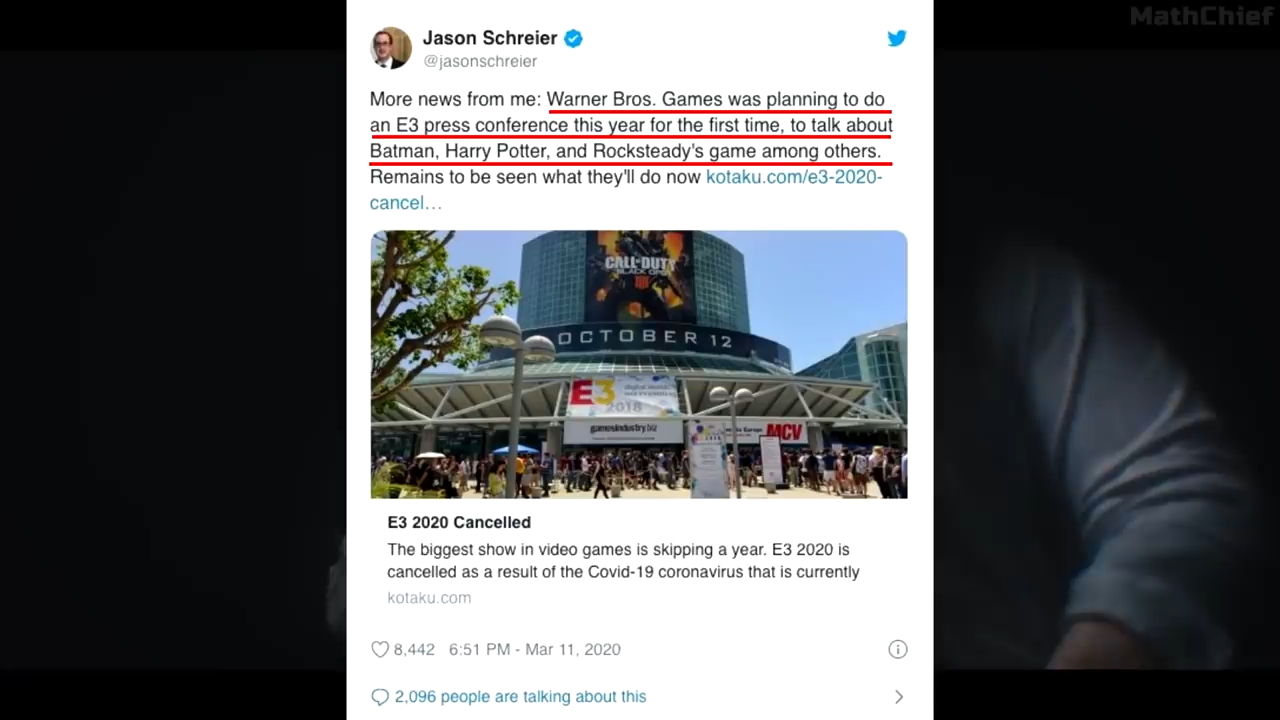 MathChief
Jason Schreier
@jasonschreier
More news from me: Warner Bros. Games was planning to do
an E3 press conference this year for the first time, to talk about
Batman, Harry Potter, and Rocksteady's game among others.
Remains to be seen what they'll do now kotaku.com/e3-2020-
cancel…
CALL OF DUTY
BLACK OPS
OCTOBER 12
E3
2018
gamesindustry.biz
MCV
E3 2020 Cancelled
The biggest show in video games is skipping a year. E3 2020 is
cancelled as a result of the Covid-19 coronavirus that is currently
kotaku.com
8,442 6:51 PM - Mar 11, 2020
2,096 people are talking about this